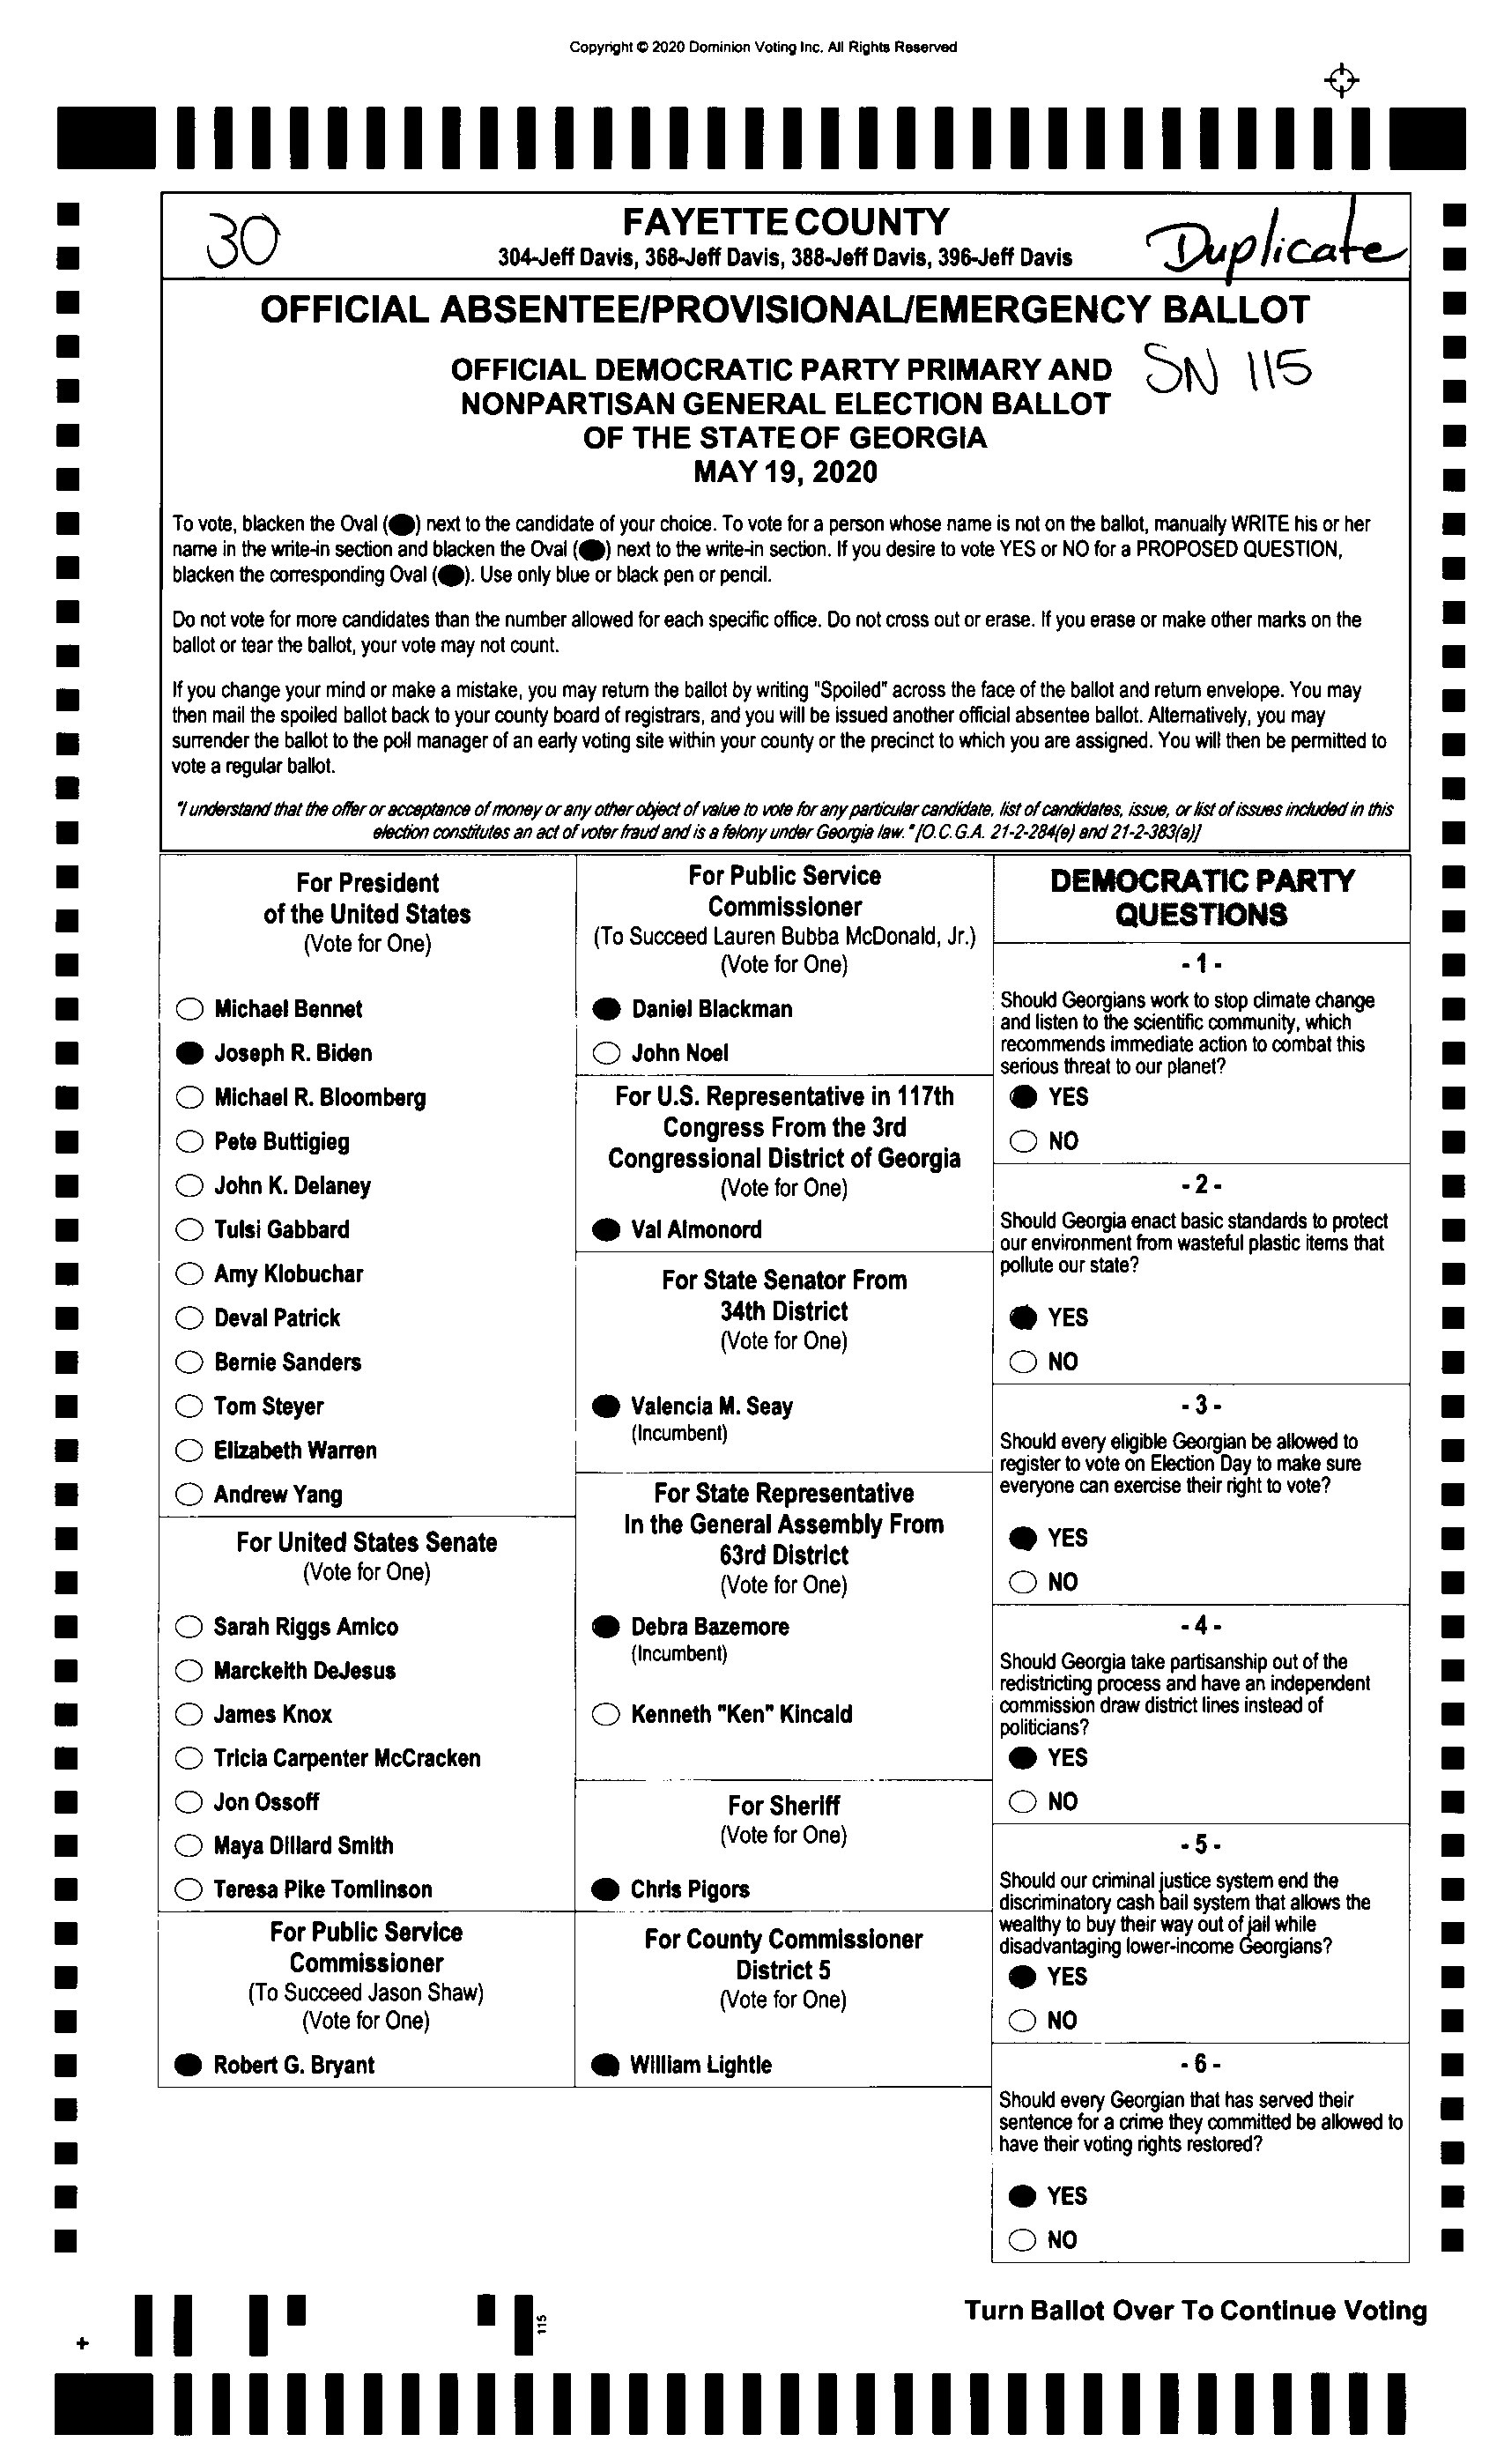 Copyright © 2020 Dominion Voting Inc. All Rights Reserved
30
FAYETTE COUNTY
304-Jeff Davis, 368-Jeff Davis, 388-Jeff Davis, 396-Jeff Davis
Duplicate
OFFICIAL ABSENTEE/PROVISIONAL/EMERGENCY BALLOT
OFFICIAL DEMOCRATIC PARTY PRIMARY AND
NONPARTISAN GENERAL ELECTION BALLOT
OF THE STATE OF GEORGIA
MAY 19, 2020
SN 115
To vote, blacken the Oval (●) next to the candidate of your choice. To vote for a person whose name is not on the ballot, manually WRITE his or her
name in the write-in section and blacken the Oval (●) next to the write-in section. If you desire to vote YES or NO for a PROPOSED QUESTION,
blacken the corresponding Oval (●). Use only blue or black pen or pencil.
Do not vote for more candidates than the number allowed for each specific office. Do not cross out or erase. If you erase or make other marks on the
ballot or tear the ballot, your vote may not count.
If you change your mind or make a mistake, you may return the ballot by writing "Spoiled" across the face of the ballot and return envelope. You may
then mail the spoiled ballot back to your county board of registrars, and you will be issued another official absentee ballot. Alternatively, you may
surrender the ballot to the poll manager of an early voting site within your county or the precinct to which you are assigned. You will then be permitted to
vote a regular ballot.
"I understand that the offer or acceptance of money or any other object of value to vote for any particular candidate, list of candidates, issue, or list of issues included in this
election constitutes an act of voter fraud and is a felony under Georgia law." [O.C.G.A. 21-2-284(e) and 21-2-383(a)]
For President
of the United States
(Vote for One)
Michael Bennet
Joseph R. Biden
Michael R. Bloomberg
Pete Buttigieg
John K. Delaney
Tulsi Gabbard
Amy Klobuchar
Deval Patrick
Bernie Sanders
Tom Steyer
Elizabeth Warren
Andrew Yang
For United States Senate
(Vote for One)
Sarah Riggs Amico
Marckeith DeJesus
James Knox
Tricia Carpenter McCracken
Jon Ossoff
Maya Dillard Smith
Teresa Pike Tomlinson
For Public Service
Commissioner
(To Succeed Jason Shaw)
(Vote for One)
Robert G. Bryant
For Public Service
Commissioner
(To Succeed Lauren Bubba McDonald, Jr.)
(Vote for One)
Daniel Blackman
John Noel
For U.S. Representative in 117th
Congress From the 3rd
Congressional District of Georgia
(Vote for One)
Val Almonord
For State Senator From
34th District
(Vote for One)
Valencia M. Seay
(Incumbent)
For State Representative
In the General Assembly From
63rd District
(Vote for One)
Debra Bazemore
(Incumbent)
Kenneth "Ken" Kincaid
For Sheriff
(Vote for One)
Chris Pigors
For County Commissioner
District 5
(Vote for One)
William Lightle
DEMOCRATIC PARTY
QUESTIONS
- 1 -
Should Georgians work to stop climate change
and listen to the scientific community, which
recommends immediate action to combat this
serious threat to our planet?
YES
NO
- 2 -
Should Georgia enact basic standards to protect
our environment from wasteful plastic items that
pollute our state?
YES
NO
- 3 -
Should every eligible Georgian be allowed to
register to vote on Election Day to make sure
everyone can exercise their right to vote?
YES
NO
- 4 -
Should Georgia take partisanship out of the
redistricting process and have an independent
commission draw district lines instead of
politicians?
YES
NO
- 5 -
Should our criminal justice system end the
discriminatory cash bail system that allows the
wealthy to buy their way out of jail while
disadvantaging lower-income Georgians?
YES
NO
- 6 -
Should every Georgian that has served their
sentence for a crime they committed be allowed to
have their voting rights restored?
YES
NO
115
Turn Ballot Over To Continue Voting